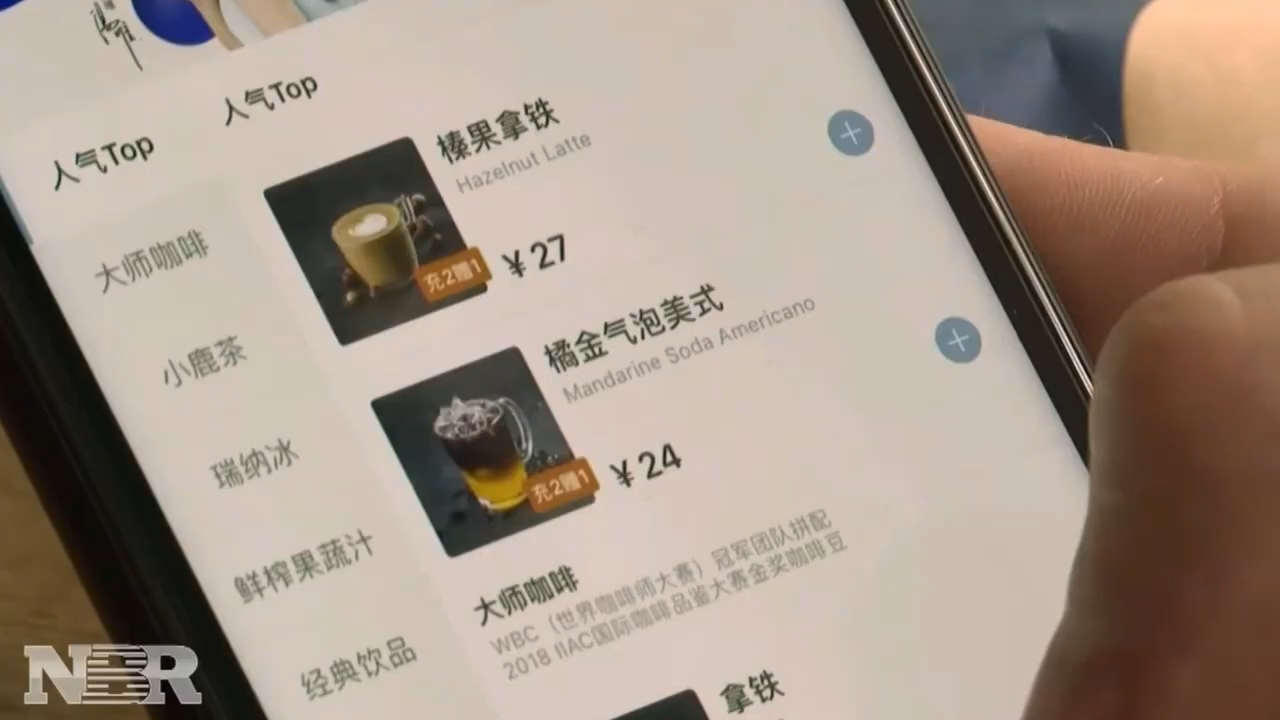 人气Top
人气Top
大师咖啡
小鹿茶
瑞纳冰
鲜榨果蔬汁
经典饮品
榛果拿铁
Hazelnut Latte
充2赠1
¥27
橘金气泡美式
Mandarine Soda Americano
充2赠1
¥24
大师咖啡
WBC（世界咖啡师大赛）冠军团队拼配
2018 IIAC国际咖啡品鉴大赛金奖咖啡豆
拿铁
NBR